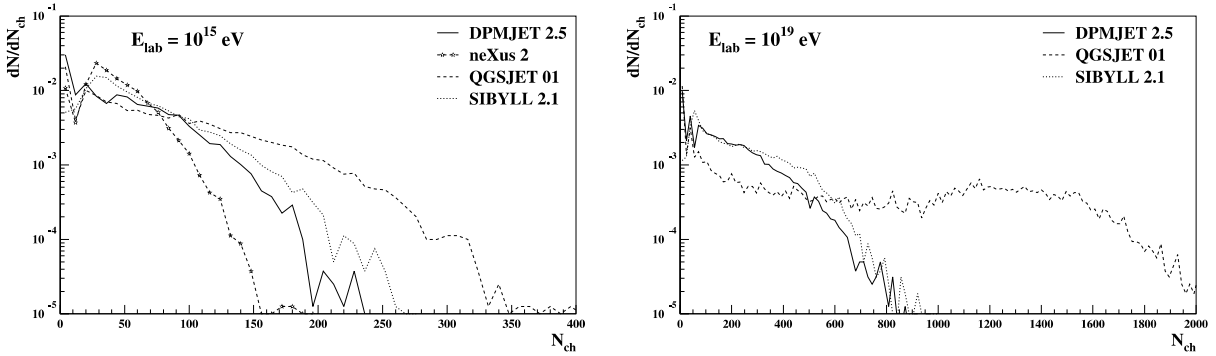 dN/dN_ch
10^-1
10^-2
10^-3
10^-4
10^-5
E_lab = 10^15 eV
DPMJET 2.5
neXus 2
QGSJET 01
SIBYLL 2.1
0 50 100 150 200 250 300 350 400
N_ch
dN/dN_ch
10^-1
10^-2
10^-3
10^-4
10^-5
E_lab = 10^19 eV
DPMJET 2.5
QGSJET 01
SIBYLL 2.1
0 200 400 600 800 1000 1200 1400 1600 1800 2000
N_ch